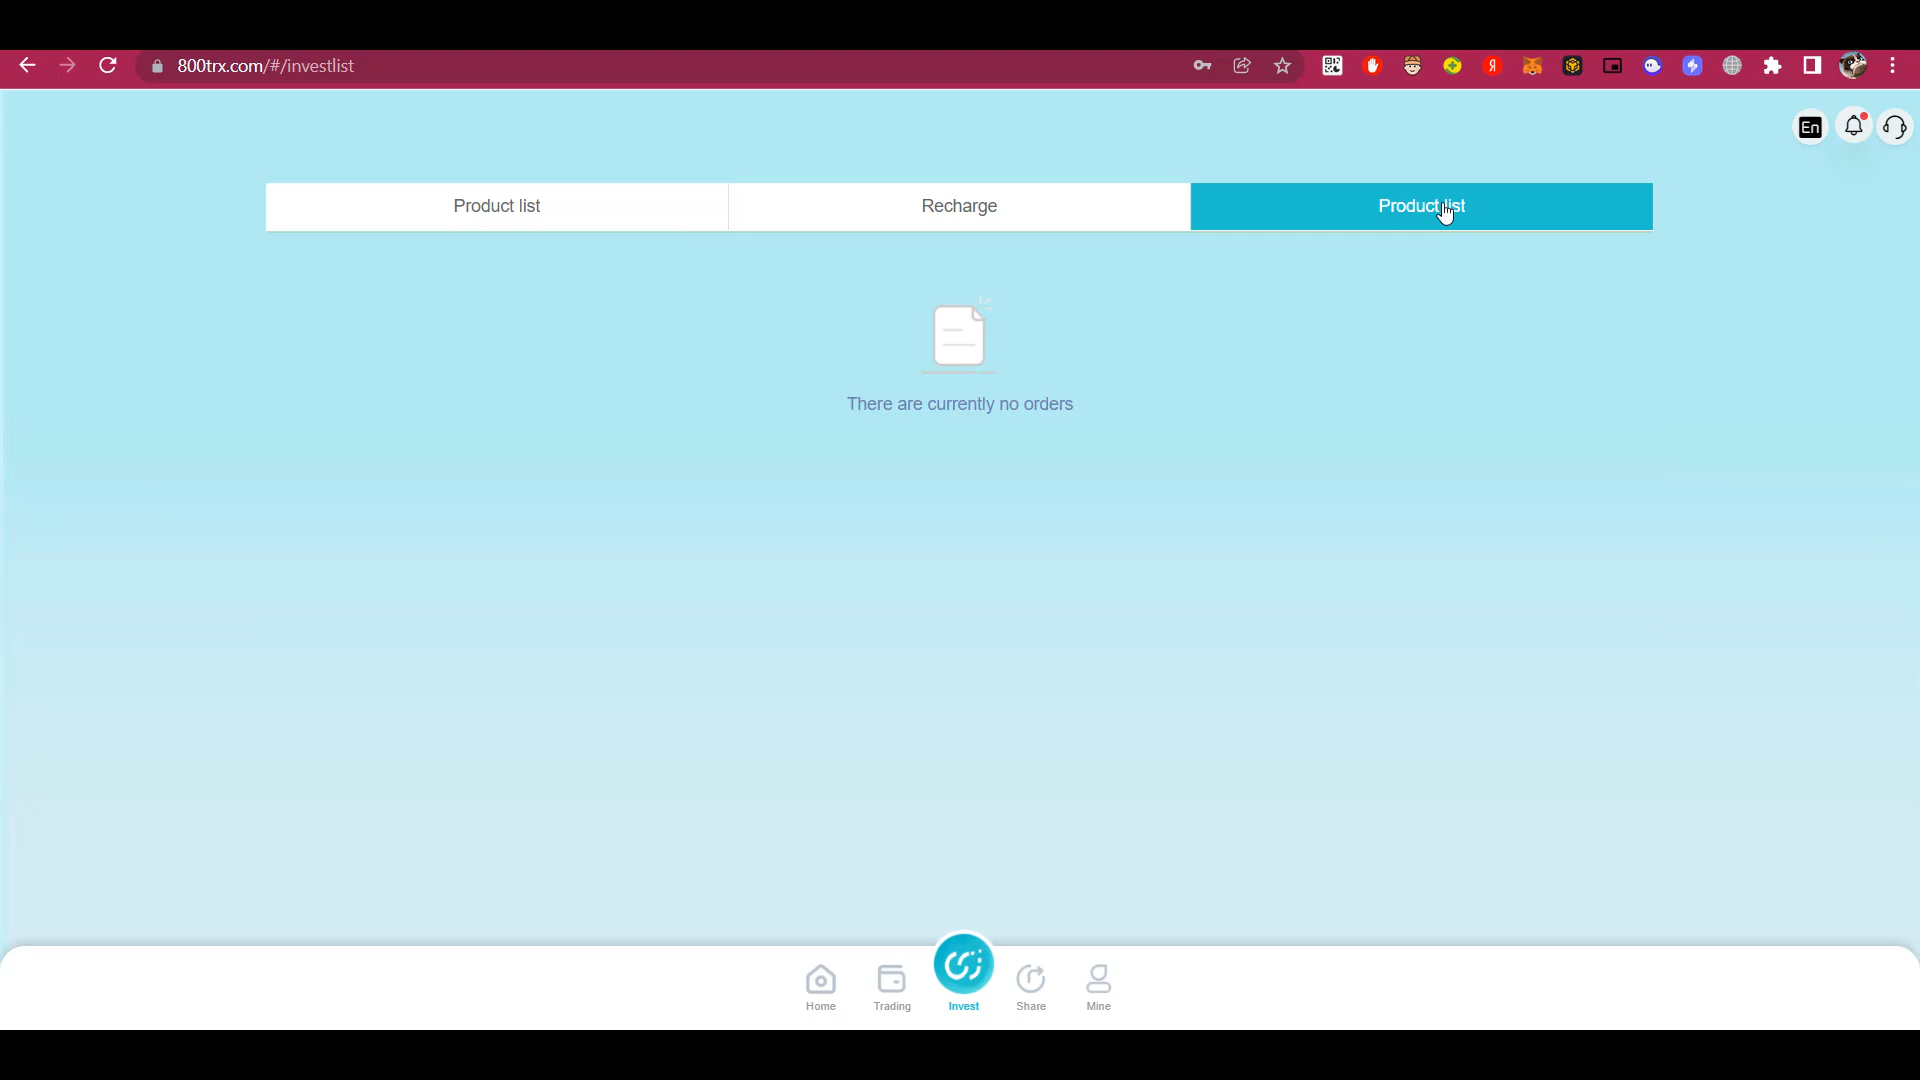 800trx.com/#/investlist
En
Product list
Recharge
Product list
There are currently no orders
Home
Trading
Invest
Share
Mine